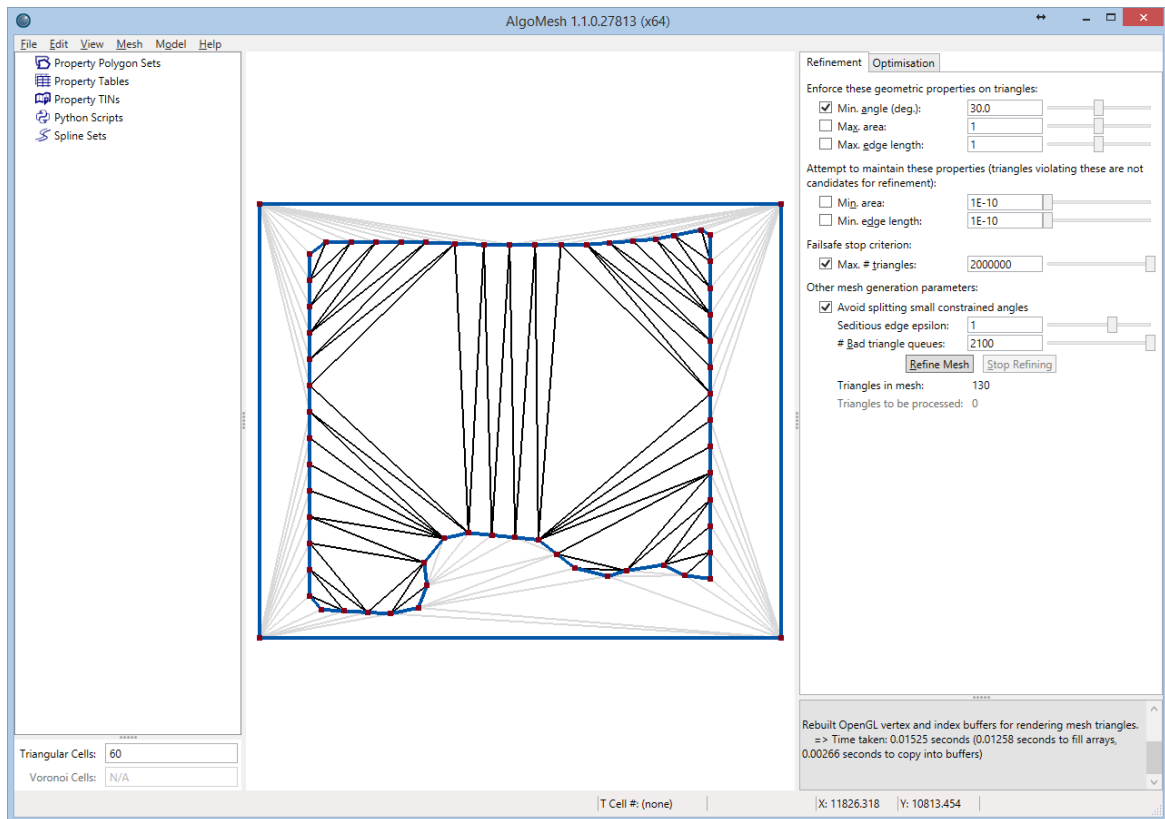 AlgoMesh 1.1.0.27813 (x64)
File Edit View Mesh Model Help
Property Polygon Sets
Property Tables
Property TINs
Python Scripts
Spline Sets
Triangular Cells: 60
Voronoi Cells: N/A
Refinement Optimisation
Enforce these geometric properties on triangles:
Min. angle (deg.): 30.0
Max. area: 1
Max. edge length: 1
Attempt to maintain these properties (triangles violating these are not
candidates for refinement):
Min. area: 1E-10
Min. edge length: 1E-10
Failsafe stop criterion:
Max. # triangles: 2000000
Other mesh generation parameters:
Avoid splitting small constrained angles
Seditious edge epsilon: 1
# Bad triangle queues: 2100
Refine Mesh Stop Refining
Triangles in mesh: 130
Triangles to be processed: 0
Rebuilt OpenGL vertex and index buffers for rendering mesh triangles.
=> Time taken: 0.01525 seconds (0.01258 seconds to fill arrays,
0.00266 seconds to copy into buffers)
T Cell #: (none) X: 11826.318 Y: 10813.454